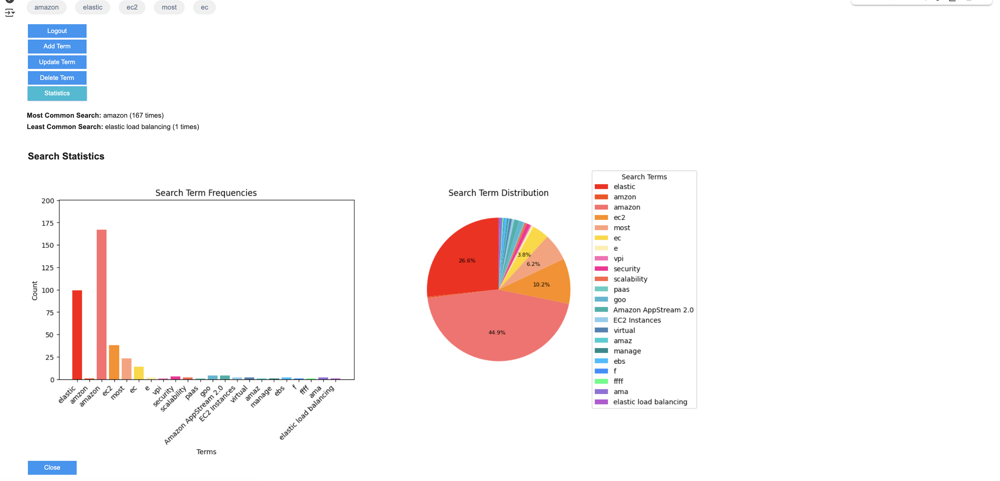 amazon elastic ec2 most ec
Logout
Add Term
Update Term
Delete Term
Statistics
Most Common Search: amazon (167 times)
Least Common Search: elastic load balancing (1 times)
Search Statistics
Search Term Frequencies
200
175
150
125
100
75
50
25
0
Count
elastic
amzon
amazon
ec2
most
ec
e
vpi
security
scalability
paas
goo
Amazon AppStream 2.0
EC2 Instances
virtual
amaz
manage
ebs
f
ffff
ama
elastic load balancing
Terms
Search Term Distribution
26.6%
3.8%
6.2%
10.2%
44.9%
Search Terms
elastic
amzon
amazon
ec2
most
ec
e
vpi
security
scalability
paas
goo
Amazon AppStream 2.0
EC2 Instances
virtual
amaz
manage
ebs
f
ffff
ama
elastic load balancing
Close